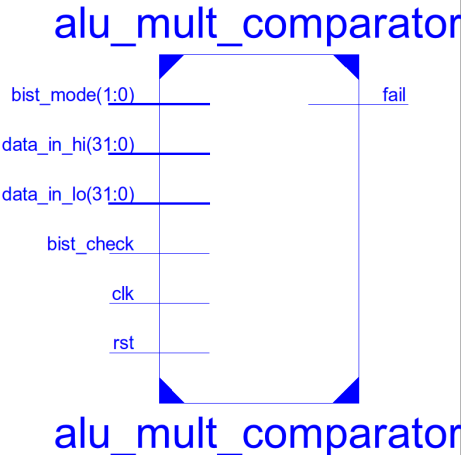 alu_mult_comparator
bist_mode(1:0)
fail
data_in_hi(31:0)
data_in_lo(31:0)
bist_check
clk
rst
alu_mult_comparator